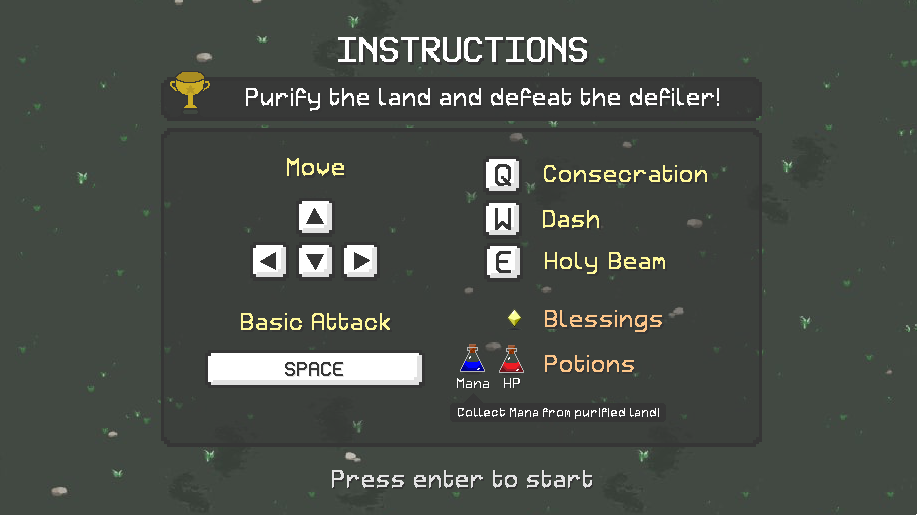 INSTRUCTIONS
Purify the land and defeat the defiler!
Move
Basic Attack
SPACE
Q Consecration
W Dash
E Holy Beam
Blessings
Potions
Mana HP
Collect Mana from purified land!
Press enter to start